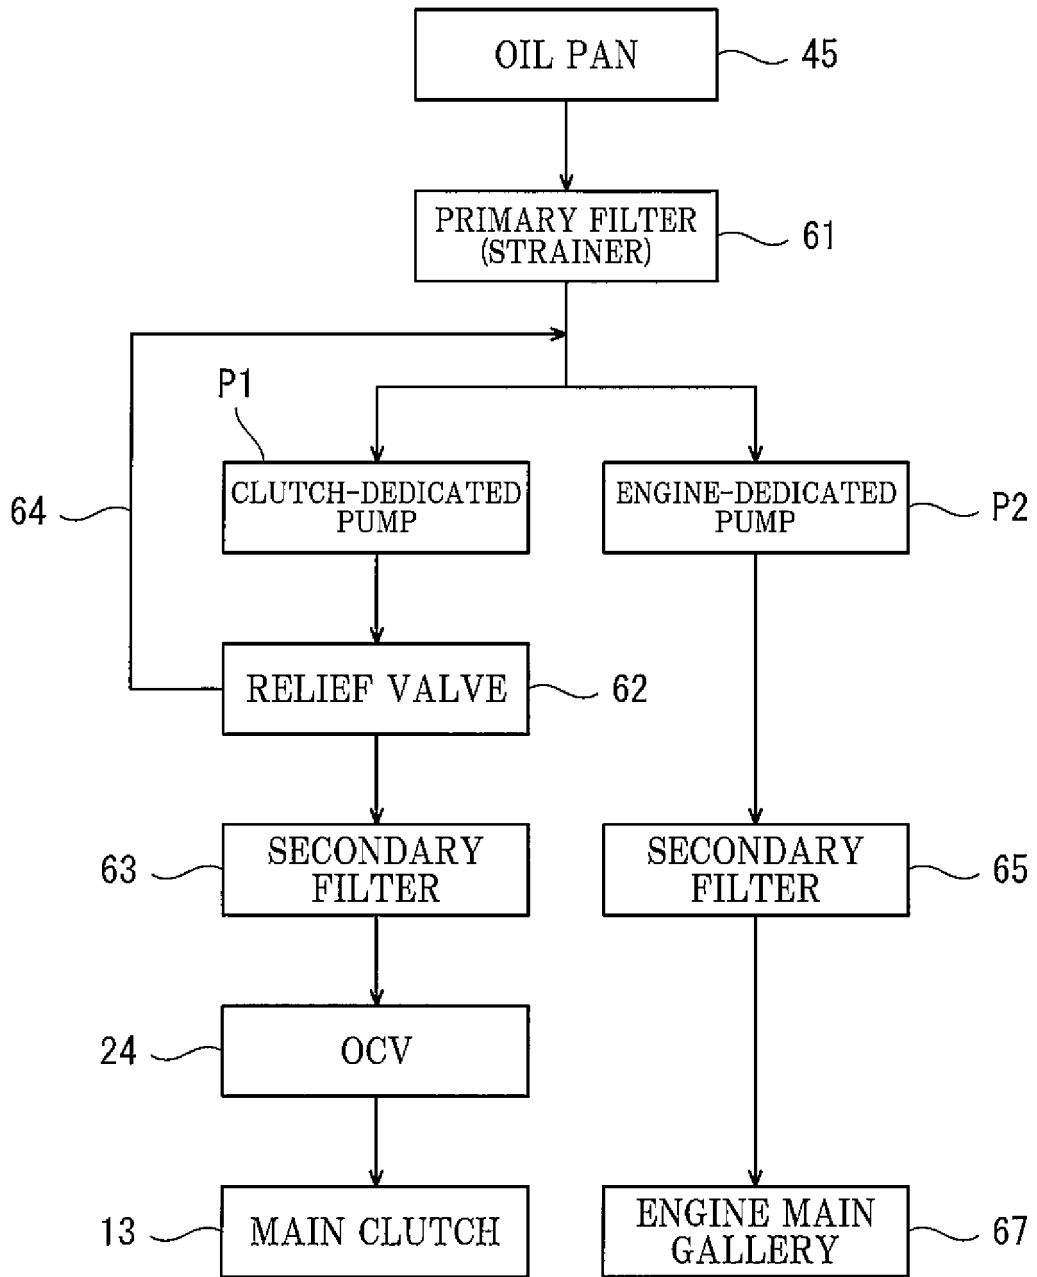 OIL PAN
45
PRIMARY FILTER
(STRAINER)
61
P1
64
CLUTCH-DEDICATED
PUMP
ENGINE-DEDICATED
PUMP
P2
RELIEF VALVE
62
63
SECONDARY
FILTER
SECONDARY
FILTER
65
24
OCV
13
MAIN CLUTCH
ENGINE MAIN
GALLERY
67